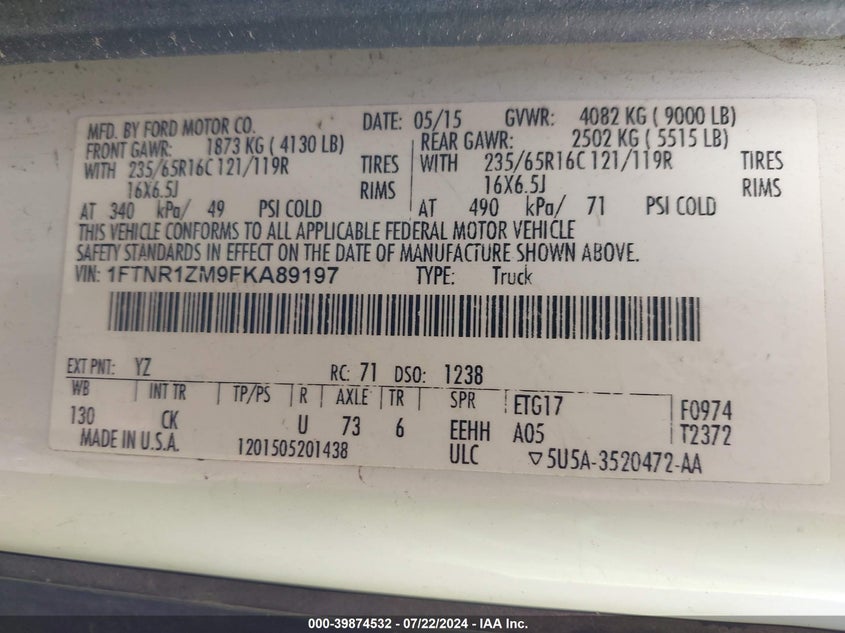 MFD. BY FORD MOTOR CO. DATE: 05/15 GVWR: 4082 KG ( 9000 LB)
FRONT GAWR: 1873 KG ( 4130 LB) REAR GAWR: 2502 KG ( 5515 LB)
WITH 235/65R16C 121/119R TIRES WITH 235/65R16C 121/119R TIRES
16X6.5J RIMS 16X6.5J RIMS
AT 340 kPa/ 49 PSI COLD AT 490 kPa/ 71 PSI COLD
THIS VEHICLE CONFORMS TO ALL APPLICABLE FEDERAL MOTOR VEHICLE
SAFETY STANDARDS IN EFFECT ON THE DATE OF MANUFACTURE SHOWN ABOVE.
VIN: 1FTNR1ZM9FKA89197 TYPE: Truck
EXT PNT: YZ RC: 71 DSO: 1238
WB INT TR TP/PS R AXLE TR SPR ETG17 F0974
130 CK U 73 6 EEHH A05 T2372
MADE IN U.S.A. 1201505201438 ULC ▽5U5A-3520472-AA
000-39874532 - 07/22/2024 - IAA Inc.